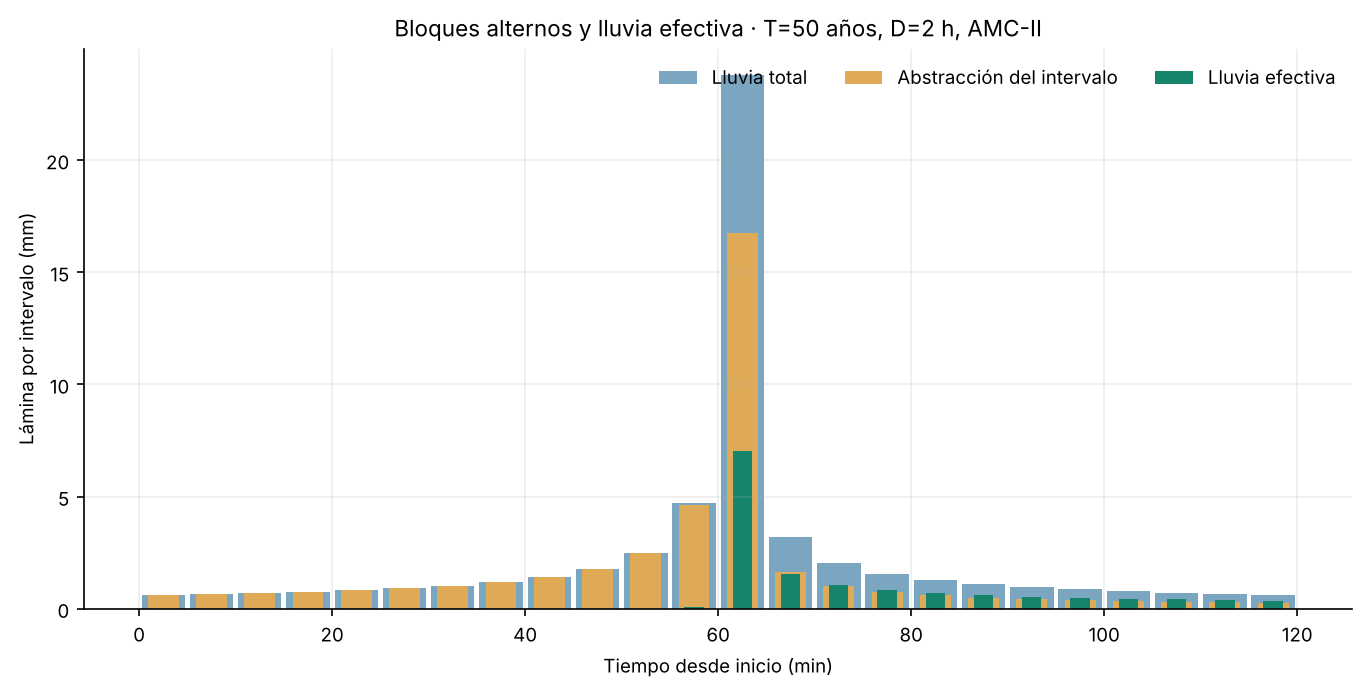 Bloques alternos y lluvia efectiva · T=50 años, D=2 h, AMC-II
Lluvia total
Abstracción del intervalo
Lluvia efectiva
Lámina por intervalo (mm)
20
15
10
5
0
0 20 40 60 80 100 120
Tiempo desde inicio (min)